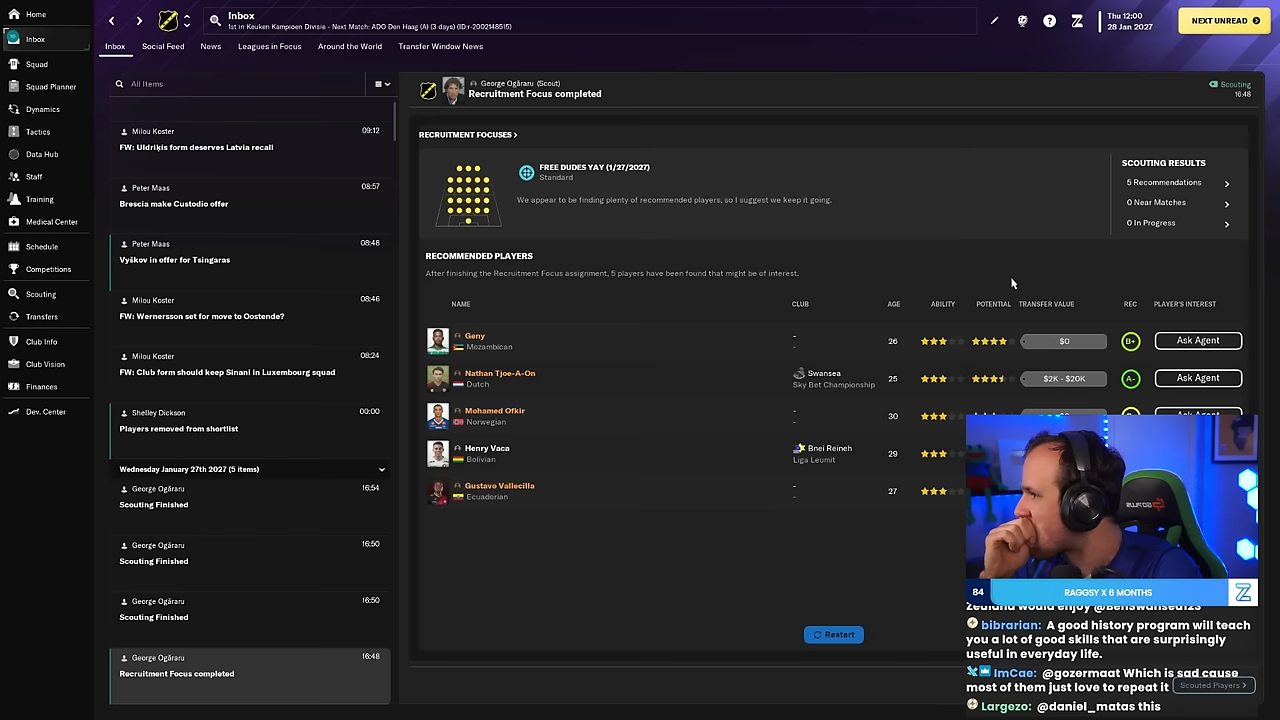 Home
Inbox
Squad
Squad Planner
Dynamics
Tactics
Data Hub
Staff
Training
Medical Center
Schedule
Competitions
Scouting
Transfers
Club Info
Club Vision
Finances
Dev. Center
Inbox
1st in Keuken Kampioen Divisie - Next Match: ADO Den Haag (A) (3 days) (ID:r-2002148515)
Thu 12:00
28 Jan 2027
NEXT UNREAD
Inbox
Social Feed
News
Leagues in Focus
Around the World
Transfer Window News
All Items
Milou Koster 09:12
FW: Uldriķis form deserves Latvia recall
Peter Maas 08:57
Brescia make Custodio offer
Peter Maas 08:48
Vyškov in offer for Tsingaras
Milou Koster 08:46
FW: Wernersson set for move to Oostende?
Milou Koster 08:24
FW: Club form should keep Sinani in Luxembourg squad
Shelley Dickson 00:00
Players removed from shortlist
Wednesday January 27th 2027 (5 items)
George Ogăraru 16:54
Scouting Finished
George Ogăraru 16:50
Scouting Finished
George Ogăraru 16:50
Scouting Finished
George Ogăraru 16:48
Recruitment Focus completed
George Ogăraru (Scout)
Recruitment Focus completed
Scouting
16:48
RECRUITMENT FOCUSES >
FREE DUDES YAY (1/27/2027)
Standard
We appear to be finding plenty of recommended players, so I suggest we keep it going.
SCOUTING RESULTS
5 Recommendations
0 Near Matches
0 In Progress
RECOMMENDED PLAYERS
After finishing the Recruitment Focus assignment, 5 players have been found that might be of interest.
NAME CLUB AGE ABILITY POTENTIAL TRANSFER VALUE REC PLAYER'S INTEREST
Geny - 26 $0 B+ Ask Agent
Mozambican -
Nathan Tjoe-A-On Swansea 25 $2K - $20K A- Ask Agent
Dutch Sky Bet Championship
Mohamed Ofkir - 30
Norwegian -
Henry Vaca Bnei Reineh 29
Bolivian Liga Leumit
Gustavo Vallecilla - 27
Ecuadorian -
Restart
84 RAGGSY X 6 MONTHS
bibrarian: A good history program will teach
you a lot of good skills that are surprisingly
useful in everyday life.
ImCae: @gozermaat Which is sad cause
most of them just love to repeat it
Scouted Players >
Largezo: @daniel_matas this